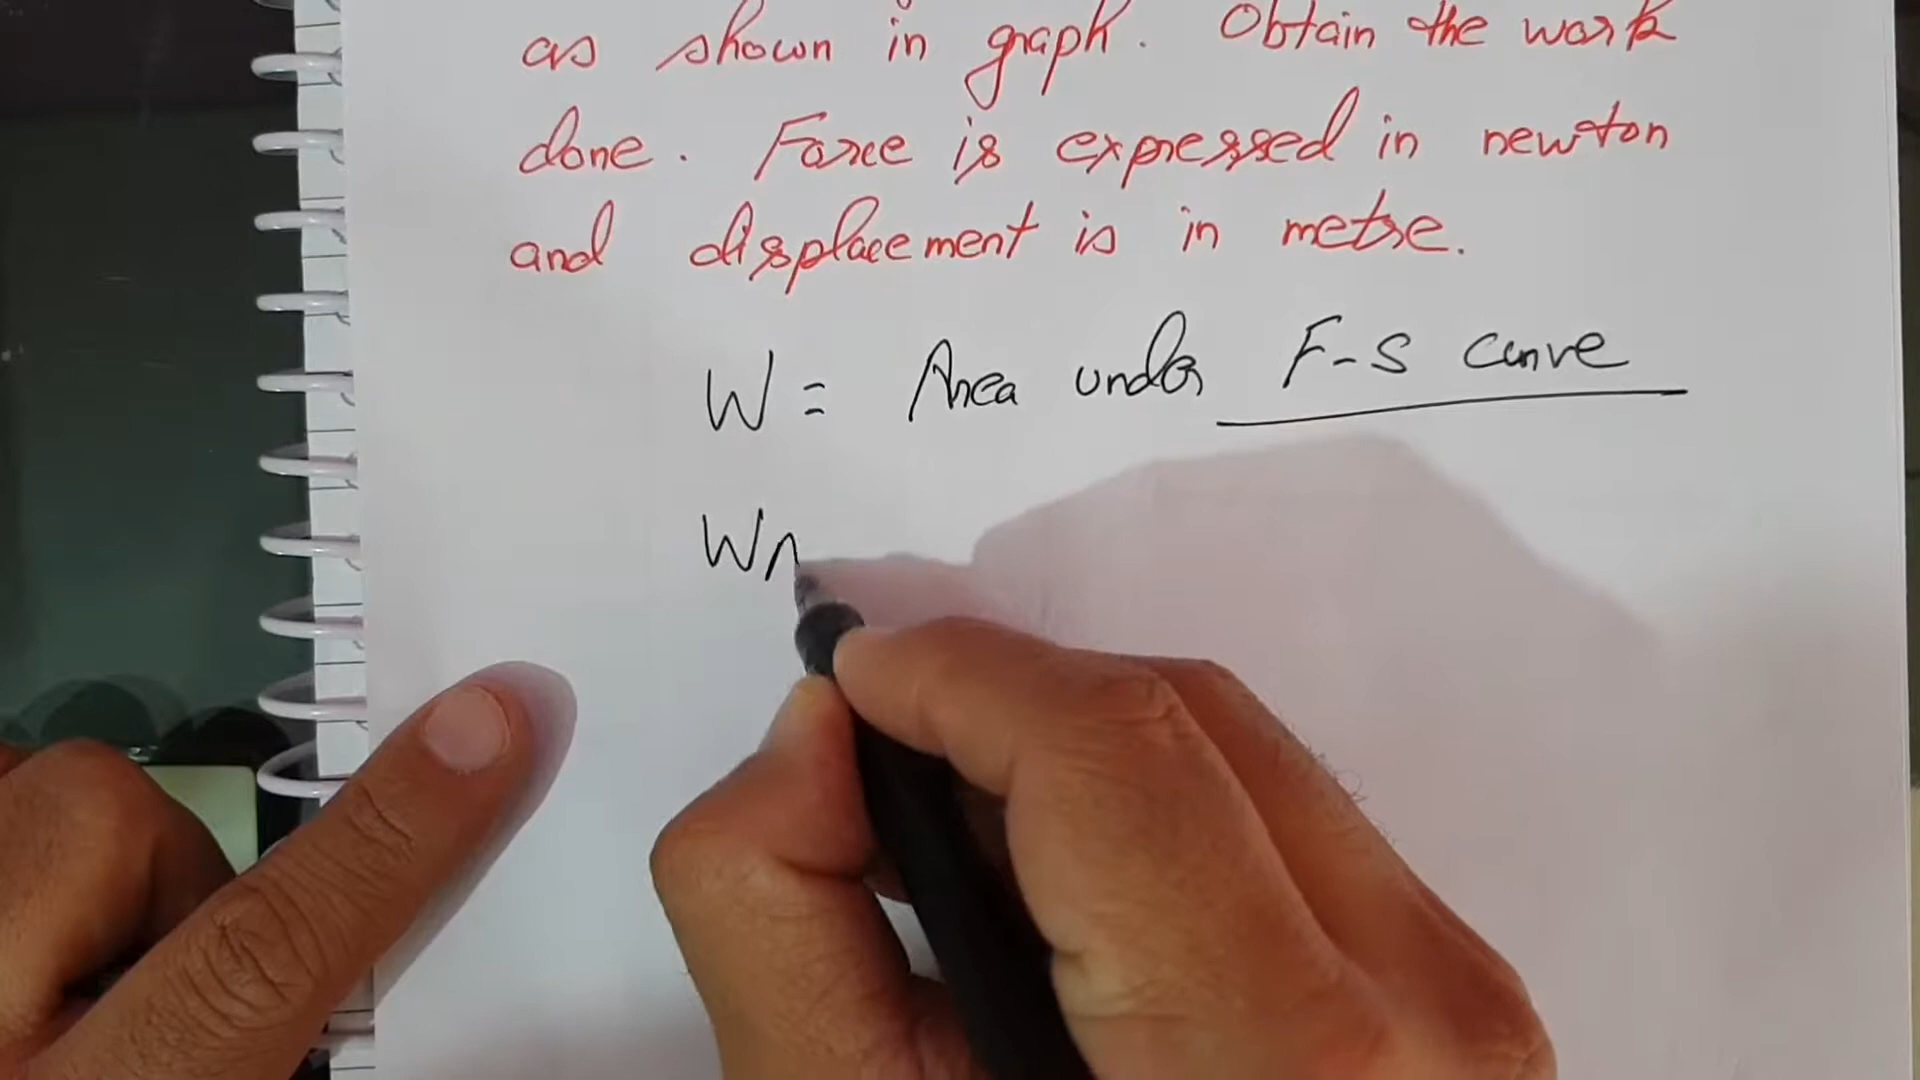 as shown in graph. Obtain the work
done. Force is expressed in newton
and displacement is in metre.
W = Area under F-S curve
W